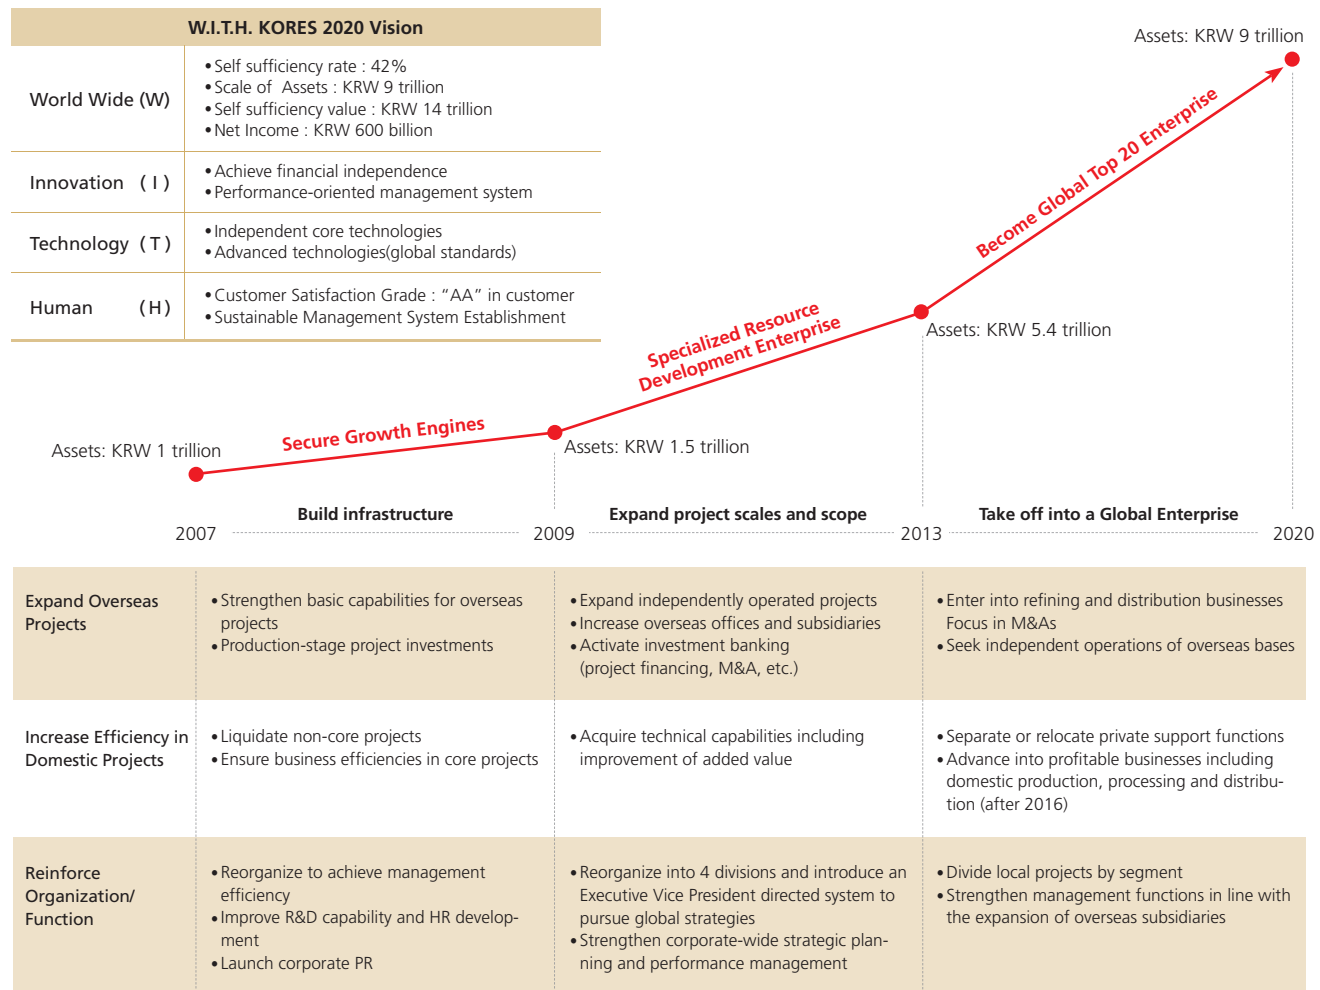 W.I.T.H. KORES 2020 Vision
World Wide (W)
• Self sufficiency rate : 42%
• Scale of Assets : KRW 9 trillion
• Self sufficiency value : KRW 14 trillion
• Net Income : KRW 600 billion
Innovation ( I )
• Achieve financial independence
• Performance-oriented management system
Technology ( T )
• Independent core technologies
• Advanced technologies(global standards)
Human (H)
• Customer Satisfaction Grade : “AA” in customer
• Sustainable Management System Establishment
Assets: KRW 1 trillion
Secure Growth Engines
Assets: KRW 1.5 trillion
Specialized Resource
Development Enterprise
Assets: KRW 5.4 trillion
Become Global Top 20 Enterprise
Assets: KRW 9 trillion
2007
Build infrastructure
2009
Expand project scales and scope
2013
Take off into a Global Enterprise
2020
Expand Overseas
Projects
• Strengthen basic capabilities for overseas
projects
• Production-stage project investments
• Expand independently operated projects
• Increase overseas offices and subsidiaries
• Activate investment banking
(project financing, M&A, etc.)
• Enter into refining and distribution businesses
Focus in M&As
• Seek independent operations of overseas bases
Increase Efficiency in
Domestic Projects
• Liquidate non-core projects
• Ensure business efficiencies in core projects
• Acquire technical capabilities including
improvement of added value
• Separate or relocate private support functions
• Advance into profitable businesses including
domestic production, processing and distribu-
tion (after 2016)
Reinforce
Organization/
Function
• Reorganize to achieve management
efficiency
• Improve R&D capability and HR develop-
ment
• Launch corporate PR
• Reorganize into 4 divisions and introduce an
Executive Vice President directed system to
pursue global strategies
• Strengthen corporate-wide strategic plan-
ning and performance management
• Divide local projects by segment
• Strengthen management functions in line with
the expansion of overseas subsidiaries